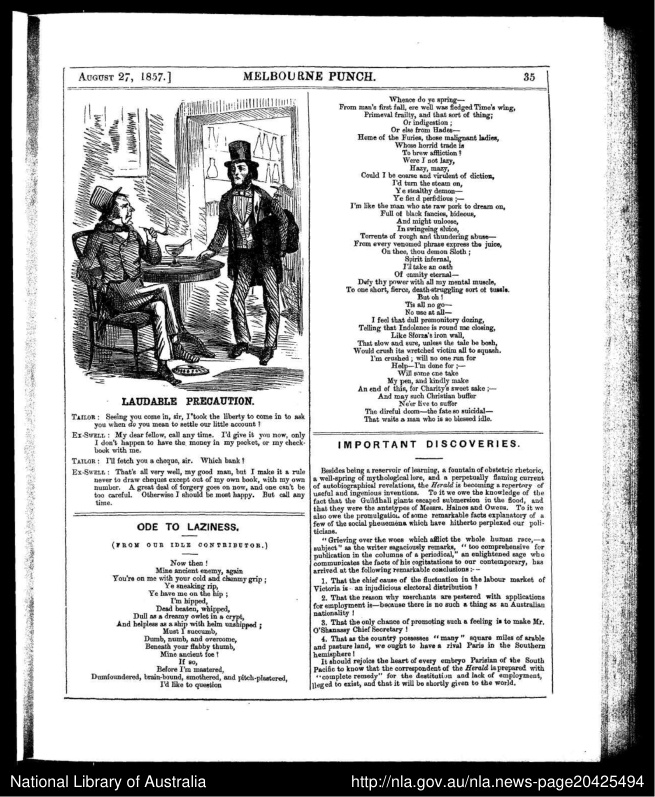 August 27, 1857.]
MELBOURNE PUNCH.
35
LAUDABLE PRECAUTION.
Tailor : Seeing you come in, sir, I took the liberty to come in to ask
you when do you mean to settle our little account ?
Ex-Swell : My dear fellow, call any time. I'd give it you now, only
I don't happen to have the money in my pocket, or my check-
book with me.
Tailor : I'll fetch you a cheque, sir. Which bank ?
Ex-Swell : That's all very well, my good man, but I make it a rule
never to draw cheques except out of my own book, with my own
number. A great deal of forgery goes on now, and one can't be
too careful. Otherwise I should be most happy. But call any
time.
ODE TO LAZINESS.
(FROM OUR IDLE CONTRIBUTOR.)
Now then !
Mine ancient enemy, again
You're on me with your cold and clammy grip ;
Ye sneaking rip,
Ye have me on the hip ;
I'm hipped,
Dead beaten, whipped,
Dull as a dreamy owlet in a crypt,
And helpless as a ship with helm unshipped ;
Must I succumb,
Dumb, numb, and overcome,
Beneath your flabby thumb,
Mine ancient foe !
If so,
Before I'm mastered,
Dumfoundered, brain-bound, smothered, and pitch-plastered,
I'd like to question
Whence do ye spring—
From man's first fall, ere well was fledged Time's wing,
Primeval frailty, and that sort of thing;
Or indigestion ;
Or else from Hades—
Home of the Furies, those malignant ladies,
Whose horrid trade is
To brew affliction !
Were I not lazy,
Hazy, mazy,
Could I be coarse and virulent of diction,
I'd turn the steam on,
Ye stealthy demon—
Ye fiend perfidious ;—
I'm like the man who ate raw pork to dream on,
Full of black fancies, hideous,
And might unloose,
In swingeing sluice,
Torrents of rough and thundering abuse—
From every venomed phrase express the juice,
On thee, thou demon Sloth ;
Spirit infernal,
I'd take an oath
Of enmity eternal—
Defy thy power with all my mental muscle,
To one short, fierce, death-struggling sort of tussle.
But oh !
'Tis all no go—
No use at all—
I feel that dull premonitory dozing,
Telling that Indolence is round me closing,
Like Sforza's iron wall,
That slow and sure, unless the tale be bosh,
Would crush its wretched victim all to squash.
I'm crushed ; will no one run for
Help—I'm done for ;—
Will some one take
My pen, and kindly make
An end of this, for Charity's sweet sake ;—
And may such Christian buffer
Ne'er live to suffer
The direful doom—the fate so suicidal—
That waits a man who is so blessed idle.
IMPORTANT DISCOVERIES.
Besides being a reservoir of learning, a fountain of obstetric rhetoric,
a well-spring of mythological lore, and a perpetually flaming current
of autobiographical revelations, the Herald is becoming a repertory of
useful and ingenious inventions. To it we owe the knowledge of the
fact that the Guildhall giants escaped submersion in the flood, and
that they were the antetypes of Messrs. Haines and Owens. To it we
also owe the promulgation of some remarkable facts explanatory of a
few of the social phenomena which have hitherto perplexed our poli-
ticians.
"Grieving over the woes which afflict the whole human race,—a
subject" as the writer sagaciously remarks, "too comprehensive for
publication in the columns of a periodical," an enlightened sage who
communicates the facts of his cogitations to our contemporary, has
arrived at the following remarkable conclusions :—
1. That the chief cause of the fluctuation in the labour market of
Victoria is an injudicious electoral distribution !
2. That the reason why merchants are pestered with applications
for employment is—because there is no such a thing as an Australian
nationality !
3. That the only chance of promoting such a feeling is to make Mr.
O'Shanassy Chief Secretary !
4. That as the country possesses "many" square miles of arable
and pasture land, we ought to have a rival Paris in the Southern
hemisphere !
It should rejoice the heart of every embryo Parisian of the South
Pacific to know that the correspondent of the Herald is prepared with
"complete remedy" for the destitution and lack of employment,
lleged to exist, and that it will be shortly given to the world.
National Library of Australia
http://nla.gov.au/nla.news-page20425494